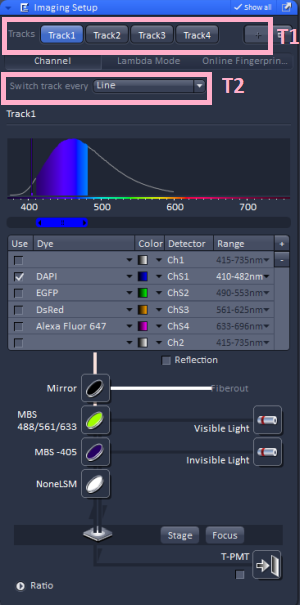 Imaging Setup Show all
Tracks Track1 Track2 Track3 Track4 + T1
Channel Lambda Mode Online Fingerprin...
Switch track every Line T2
Track1
400 500 600 700
Use Dye Color Detector Range +
Ch1 415-735nm -
DAPI ChS1 410-482nm
EGFP ChS2 490-553nm
DsRed ChS3 561-625nm
Alexa Fluor 647 ChS4 633-696nm
Ch2 415-735nm
Reflection
Mirror Fiberout
MBS
488/561/633 Visible Light
MBS -405 Invisible Light
NoneLSM
Stage Focus
T-PMT
Ratio